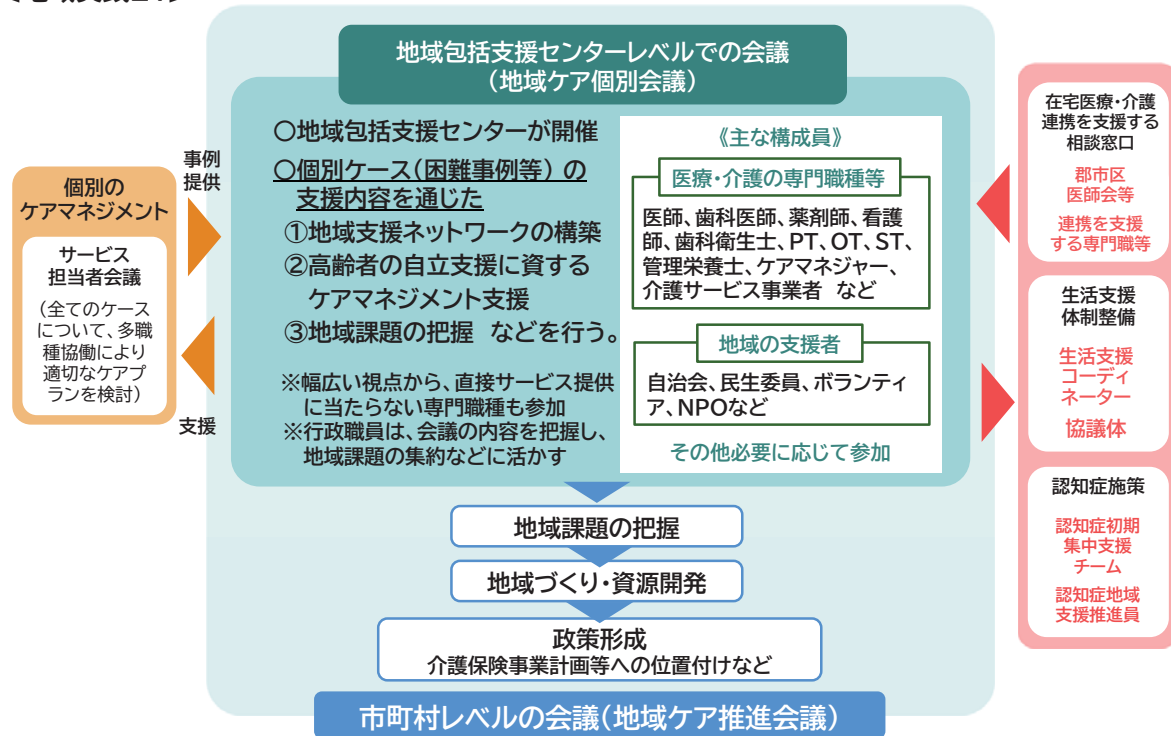 地域包括支援センターレベルでの会議
（地域ケア個別会議）
事例
提供
個別の
ケアマネジメント
サービス
担当者会議
（全てのケース
について、多職
種協働により
適切なケアプ
ランを検討）
支援
○地域包括支援センターが開催
○個別ケース（困難事例等）の
支援内容を通じた
①地域支援ネットワークの構築
②高齢者の自立支援に資する
ケアマネジメント支援
③地域課題の把握 などを行う。
※幅広い視点から、直接サービス提供
に当たらない専門職種も参加
※行政職員は、会議の内容を把握し、
地域課題の集約などに活かす
《主な構成員》
医療・介護の専門職種等
医師、歯科医師、薬剤師、看護
師、歯科衛生士、PT、OT、ST、
管理栄養士、ケアマネジャー、
介護サービス事業者 など
地域の支援者
自治会、民生委員、ボランティ
ア、NPOなど
その他必要に応じて参加
在宅医療・介護
連携を支援する
相談窓口
郡市区
医師会等
連携を支援
する専門職等
生活支援
体制整備
生活支援
コーディ
ネーター
協議体
認知症施策
認知症初期
集中支援
チーム
認知症地域
支援推進員
地域課題の把握
地域づくり・資源開発
政策形成
介護保険事業計画等への位置付けなど
市町村レベルの会議（地域ケア推進会議）